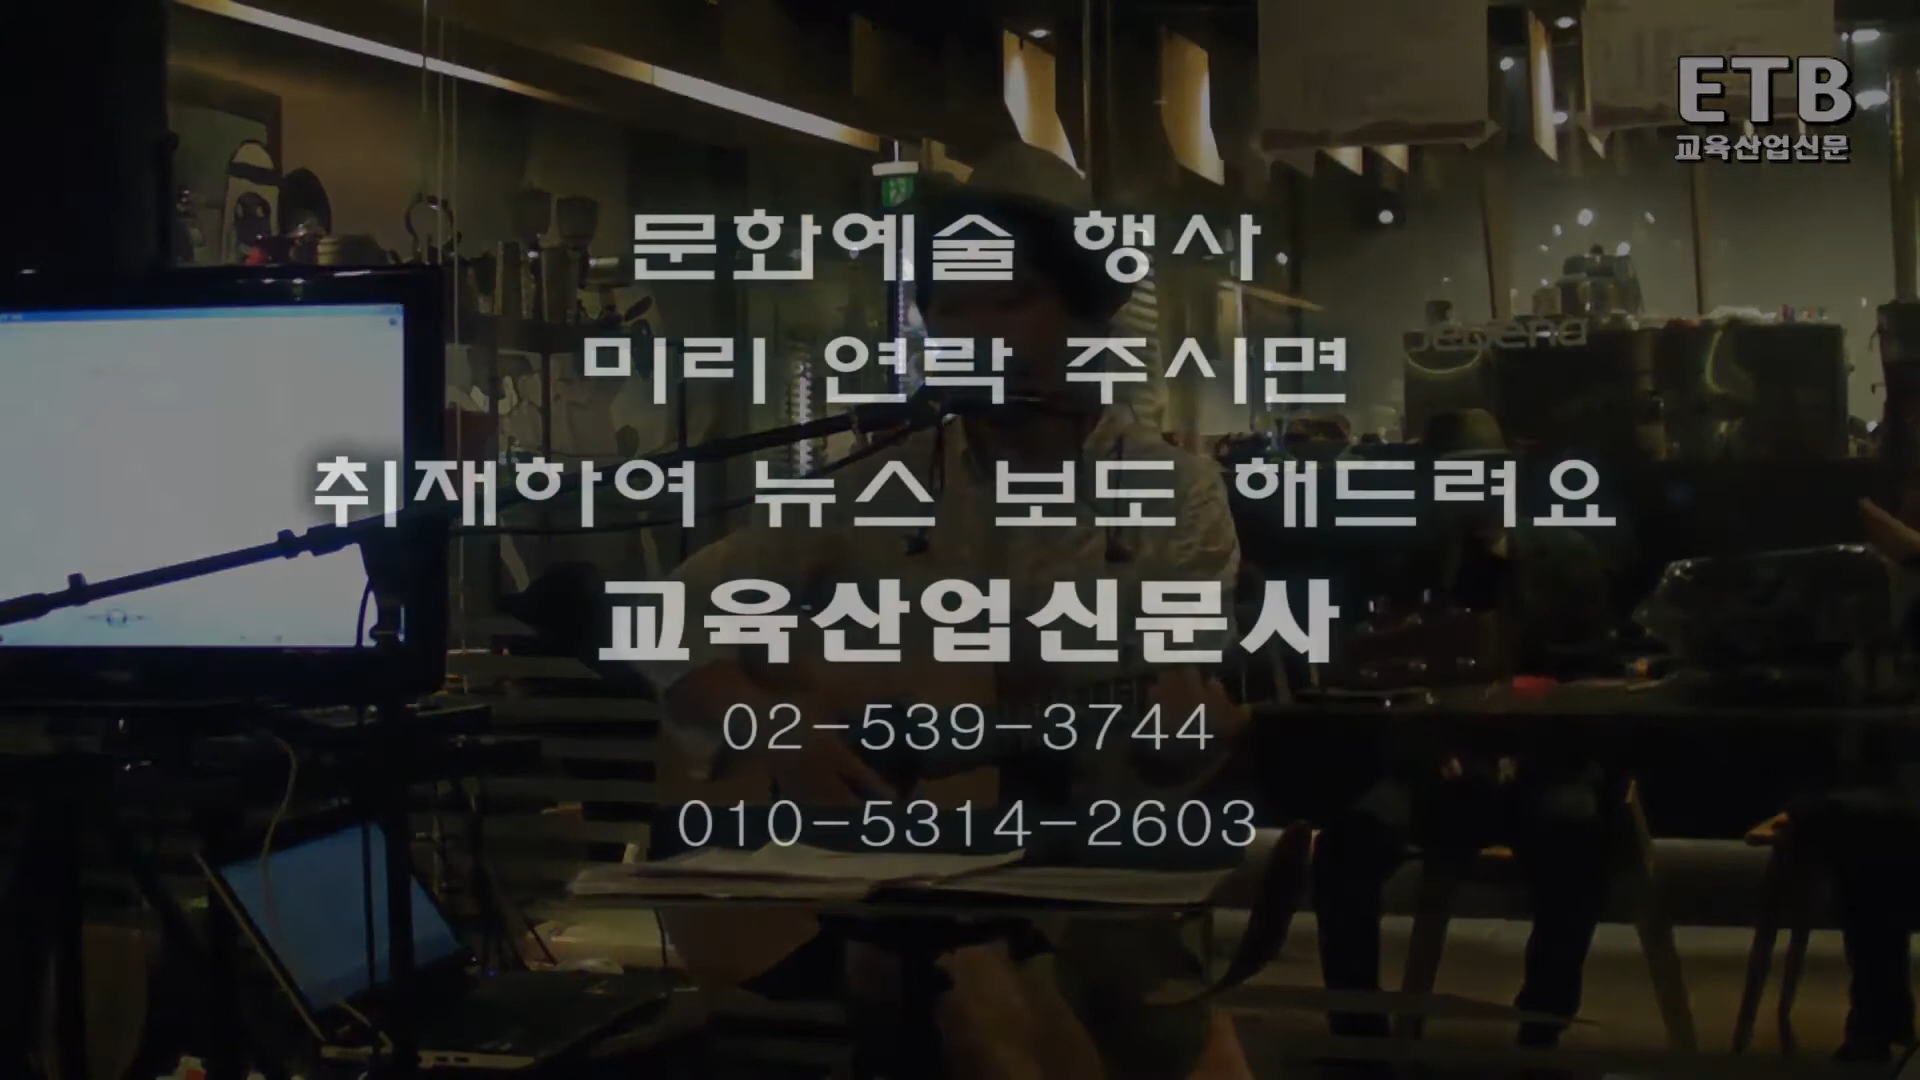 ETB
교육산업신문
문화예술 행사
미리 연락 주시면
취재하여 뉴스 보도 해드려요
교육산업신문사
02-539-3744
010-5314-2603